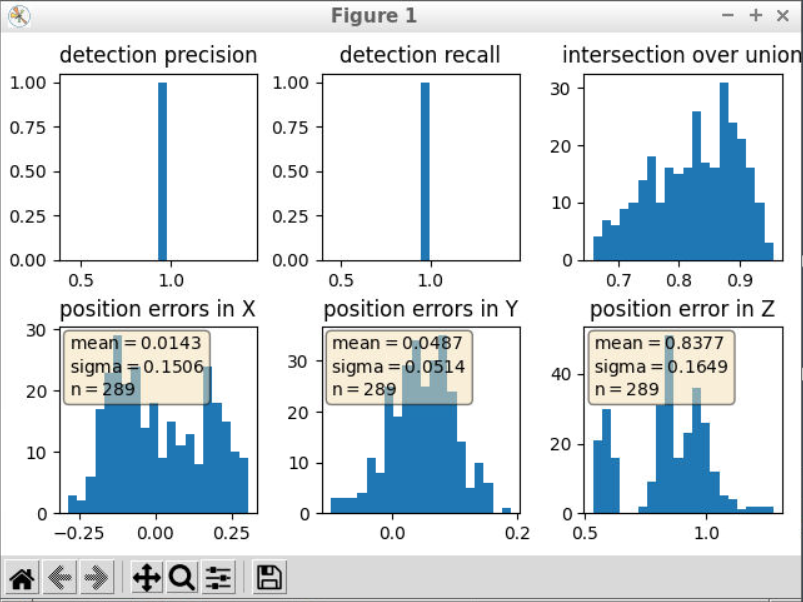 Figure 1
detection precision
detection recall
intersection over union
1.00
0.75
0.50
0.25
0.00
0.5 1.0
1.00
0.75
0.50
0.25
0.00
0.5 1.0
30
20
10
0
0.7 0.8 0.9
position errors in X
position errors in Y
position error in Z
30
20
10
0
mean = 0.0143
sigma = 0.1506
n = 289
−0.25 0.00 0.25
30
20
10
0
mean = 0.0487
sigma = 0.0514
n = 289
0.0 0.2
40
20
0
mean = 0.8377
sigma = 0.1649
n = 289
0.5 1.0